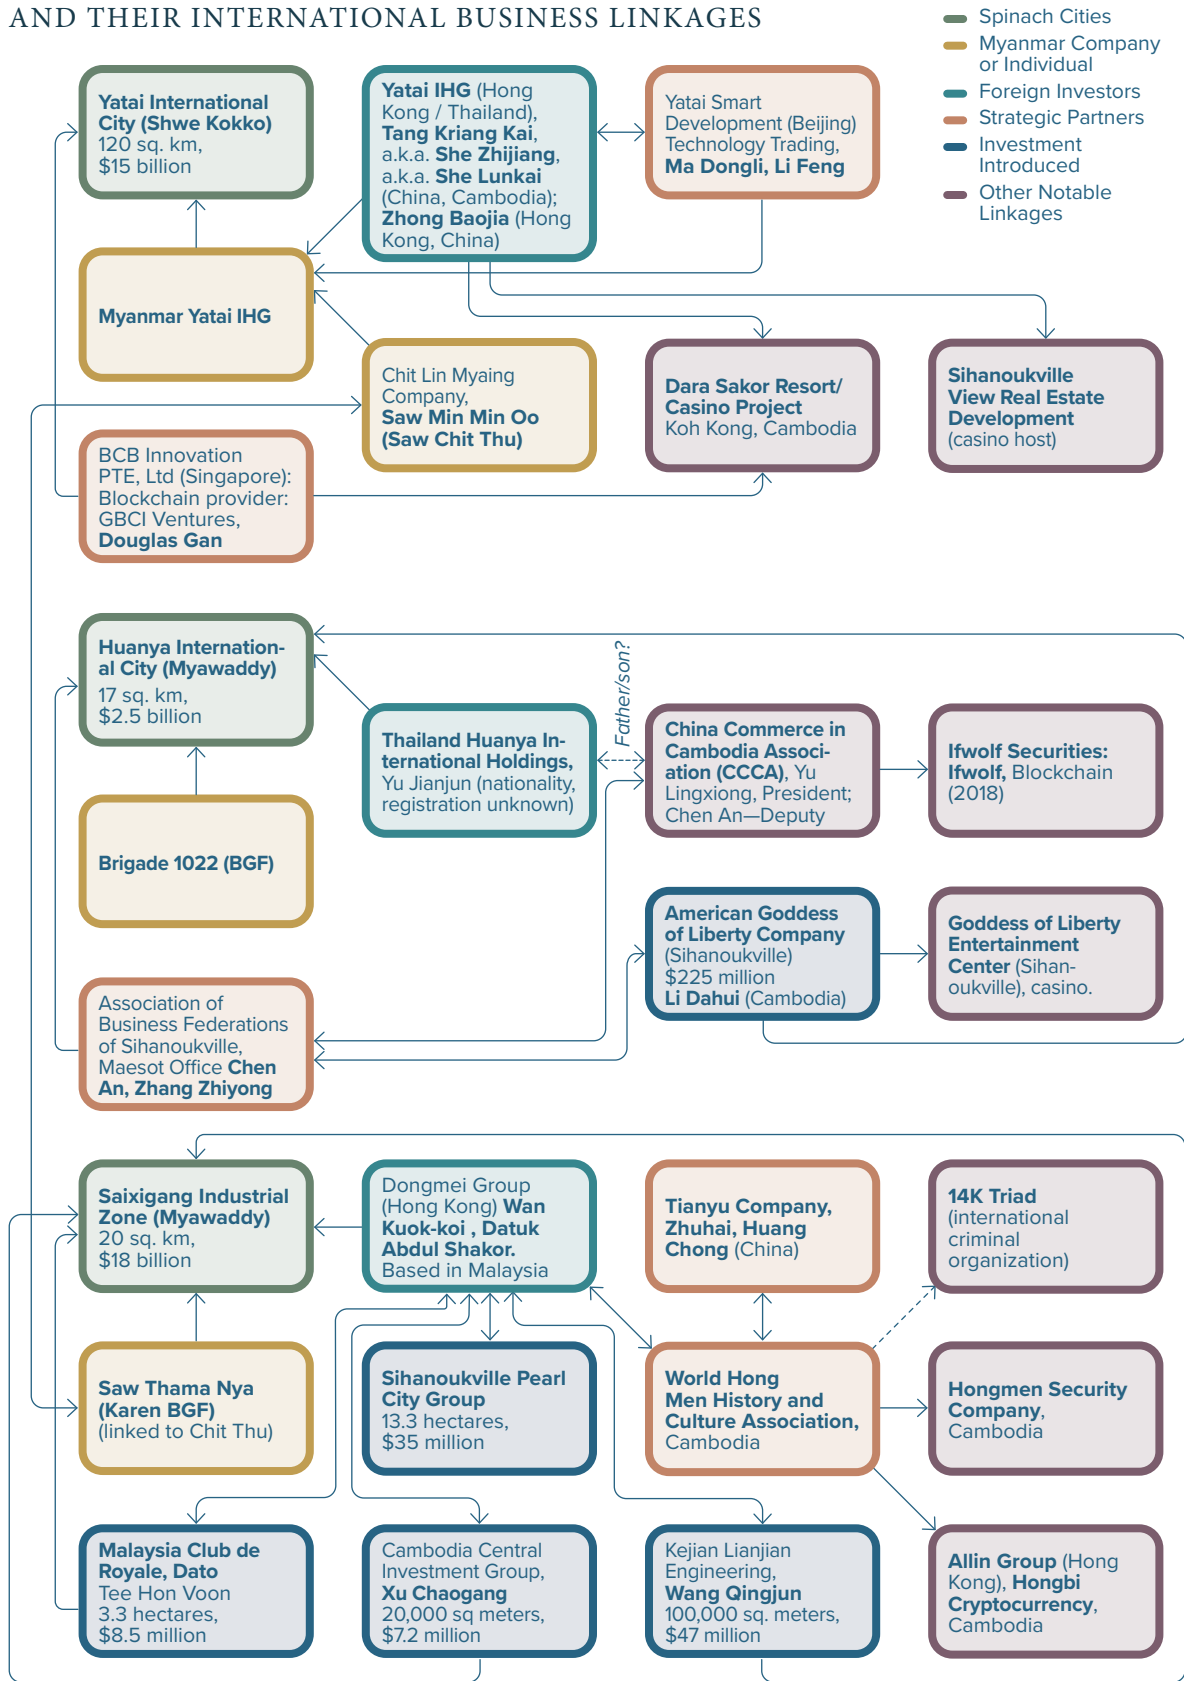 AND THEIR INTERNATIONAL BUSINESS LINKAGES
Spinach Cities
Myanmar Company
or Individual
Foreign Investors
Strategic Partners
Investment
Introduced
Other Notable
Linkages
Yatai International
City (Shwe Kokko)
120 sq. km,
$15 billion
Yatai IHG (Hong
Kong / Thailand),
Tang Kriang Kai,
a.k.a. She Zhijiang,
a.k.a. She Lunkai
(China, Cambodia);
Zhong Baojia (Hong
Kong, China)
Yatai Smart
Development (Beijing)
Technology Trading,
Ma Dongli, Li Feng
Myanmar Yatai IHG
Chit Lin Myaing
Company,
Saw Min Min Oo
(Saw Chit Thu)
Dara Sakor Resort/
Casino Project
Koh Kong, Cambodia
Sihanoukville
View Real Estate
Development
(casino host)
BCB Innovation
PTE, Ltd (Singapore):
Blockchain provider:
GBCI Ventures,
Douglas Gan
Huanya Internation-
al City (Myawaddy)
17 sq. km,
$2.5 billion
Thailand Huanya In-
ternational Holdings,
Yu Jianjun (nationality,
registration unknown)
Father/son?
China Commerce in
Cambodia Associ-
ation (CCCA), Yu
Lingxiong, President;
Chen An—Deputy
Ifwolf Securities:
Ifwolf, Blockchain
(2018)
Brigade 1022 (BGF)
American Goddess
of Liberty Company
(Sihanoukville)
$225 million
Li Dahui (Cambodia)
Goddess of Liberty
Entertainment
Center (Sihan-
oukville), casino.
Association of
Business Federations
of Sihanoukville,
Maesot Office Chen
An, Zhang Zhiyong
Saixigang Industrial
Zone (Myawaddy)
20 sq. km,
$18 billion
Dongmei Group
(Hong Kong) Wan
Kuok-koi , Datuk
Abdul Shakor.
Based in Malaysia
Tianyu Company,
Zhuhai, Huang
Chong (China)
14K Triad
(international
criminal
organization)
Saw Thama Nya
(Karen BGF)
(linked to Chit Thu)
Sihanoukville Pearl
City Group
13.3 hectares,
$35 million
World Hong
Men History and
Culture Association,
Cambodia
Hongmen Security
Company,
Cambodia
Malaysia Club de
Royale, Dato
Tee Hon Voon
3.3 hectares,
$8.5 million
Cambodia Central
Investment Group,
Xu Chaogang
20,000 sq meters,
$7.2 million
Kejian Lianjian
Engineering,
Wang Qingjun
100,000 sq. meters,
$47 million
Allin Group (Hong
Kong), Hongbi
Cryptocurrency,
Cambodia